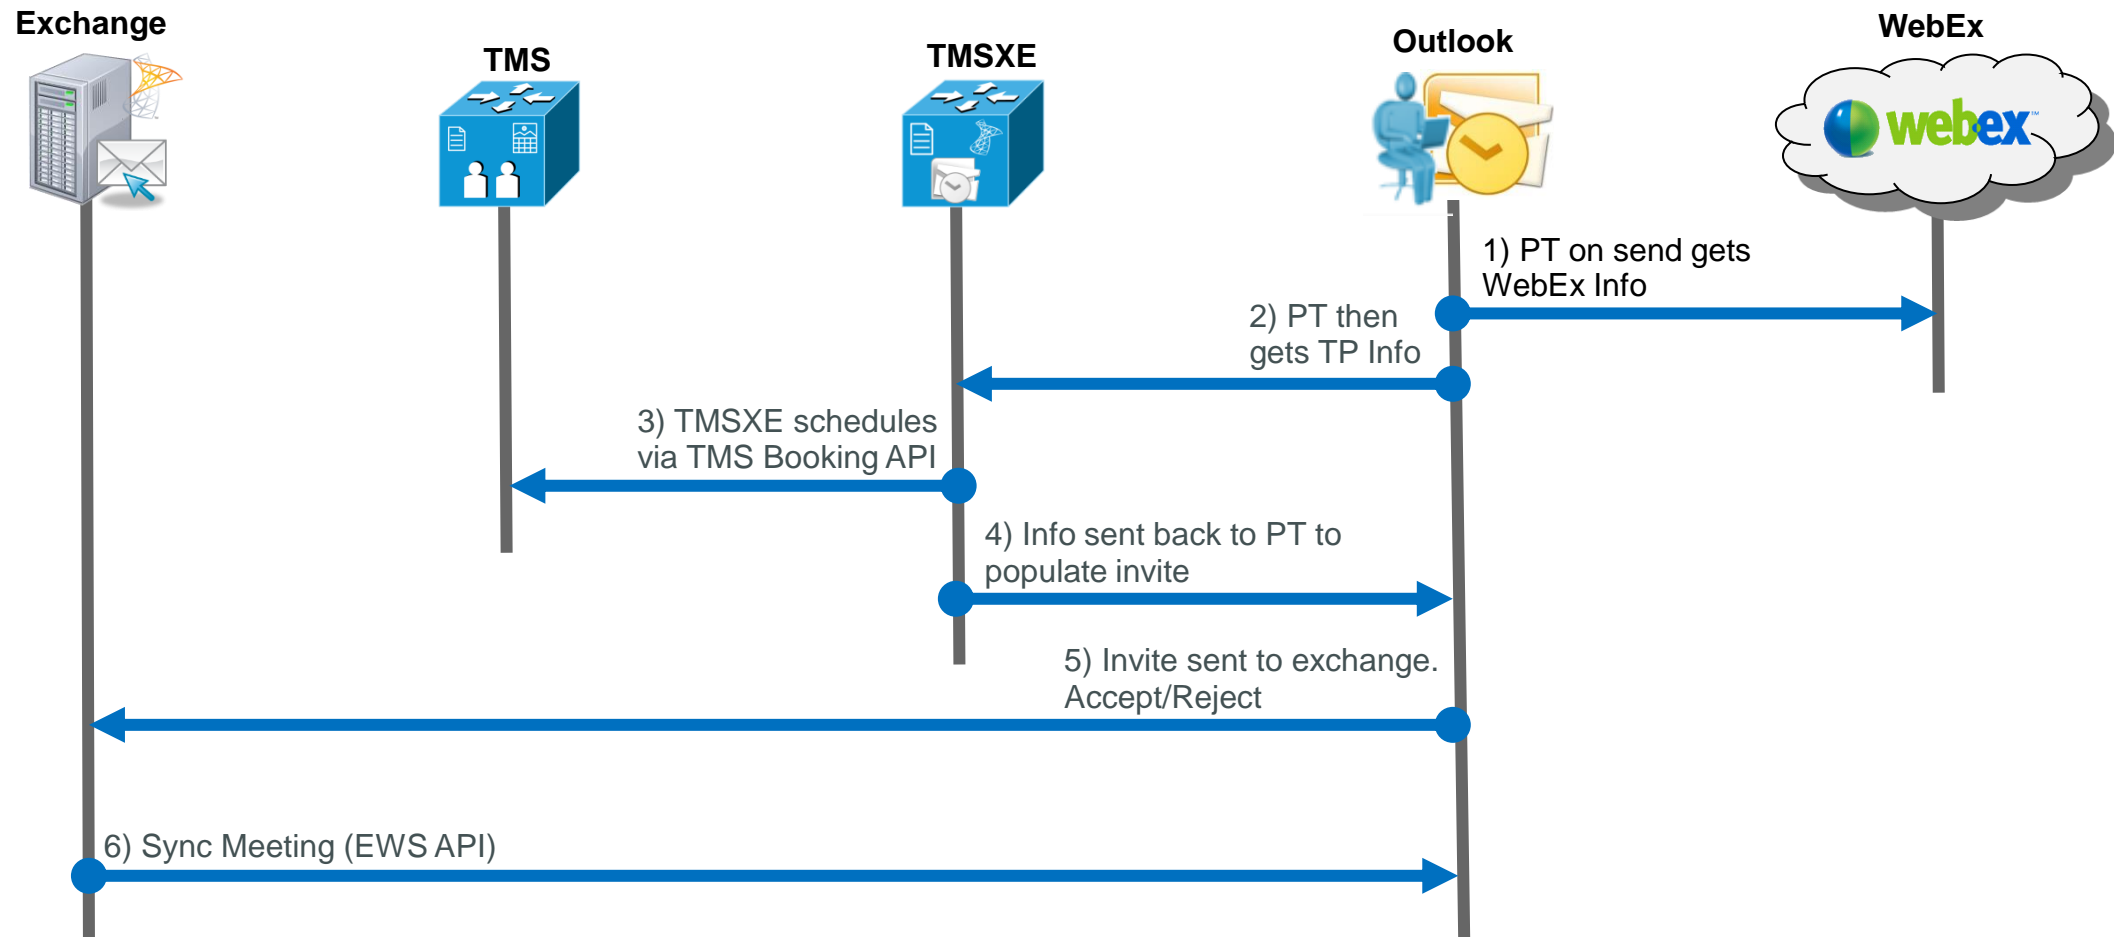 Exchange
TMS
TMSXE
Outlook
WebEx
webex™
1) PT on send gets
WebEx Info
2) PT then
gets TP Info
3) TMSXE schedules
via TMS Booking API
4) Info sent back to PT to
populate invite
5) Invite sent to exchange.
Accept/Reject
6) Sync Meeting (EWS API)